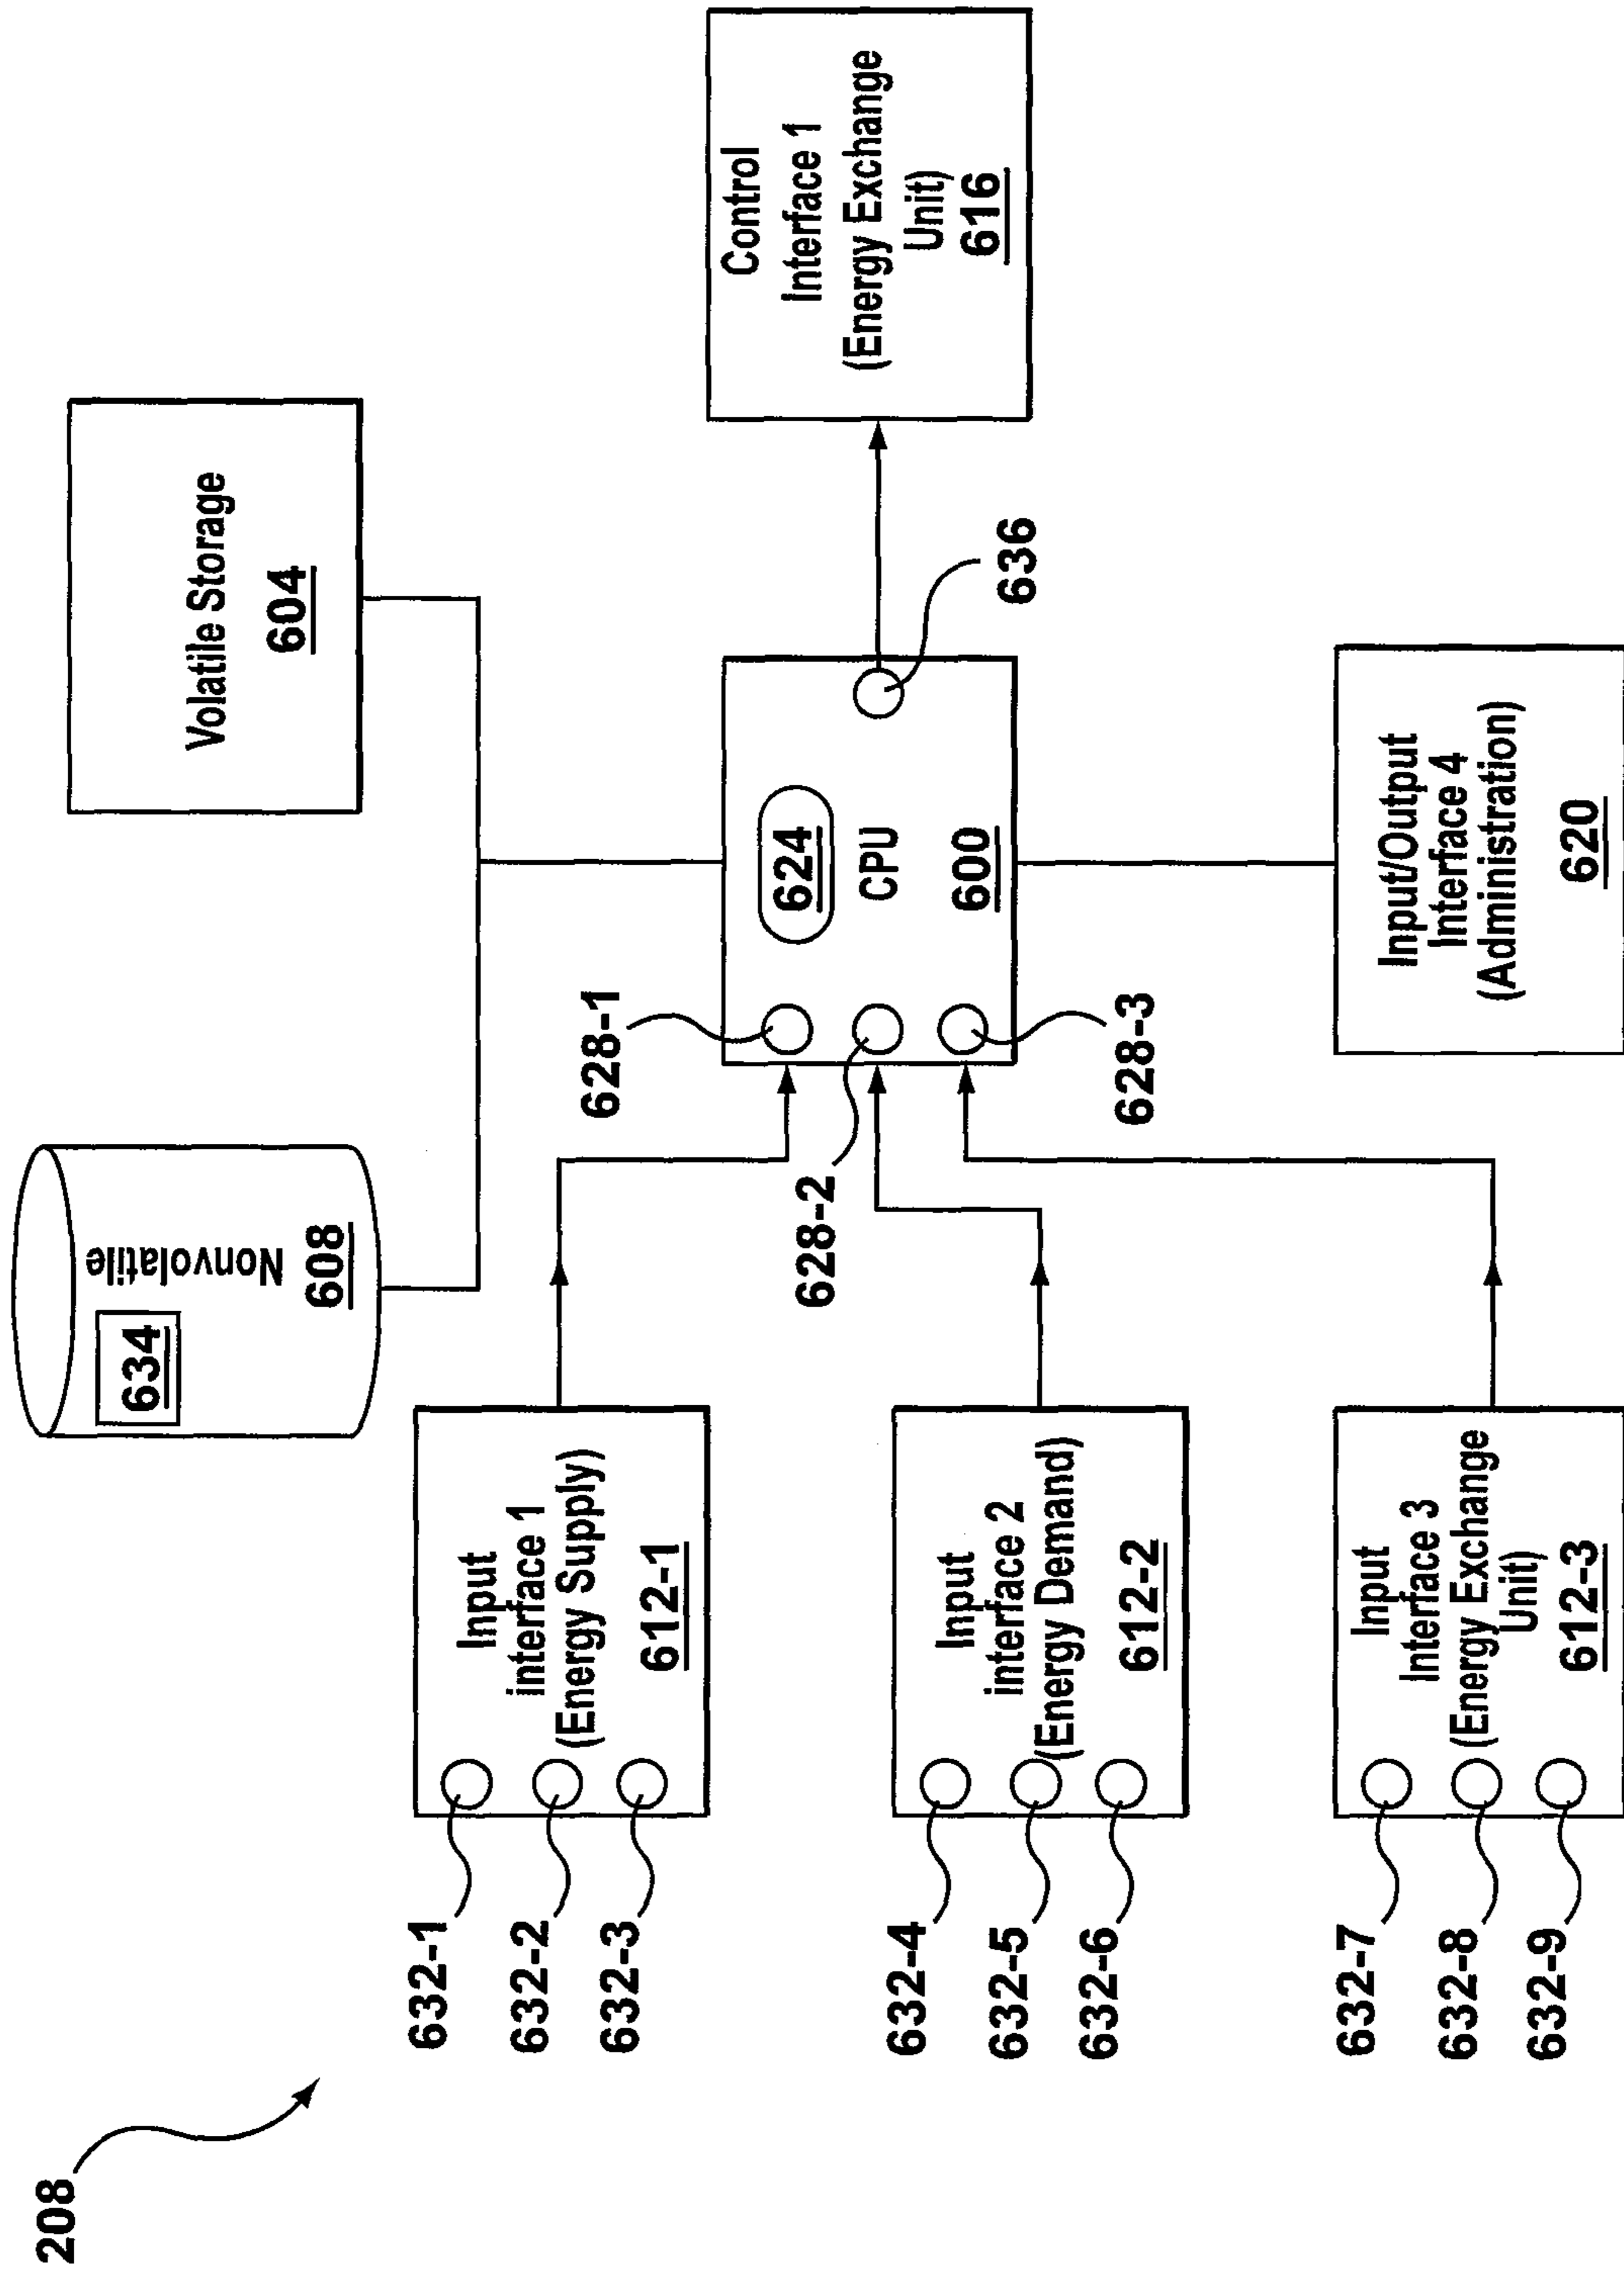 208
634
Nonvolatile
608
Volatile Storage
604
632-1
632-2
632-3
Input
interface 1
(Energy Supply)
612-1
628-1
628-2
628-3
624
CPU
600
636
Control
Interface 1
(Energy Exchange
Unit)
616
632-4
632-5
632-6
Input
interface 2
(Energy Demand)
612-2
632-7
632-8
632-9
Input
Interface 3
(Energy Exchange
Unit)
612-3
Input/Output
Interface 4
(Administration)
620